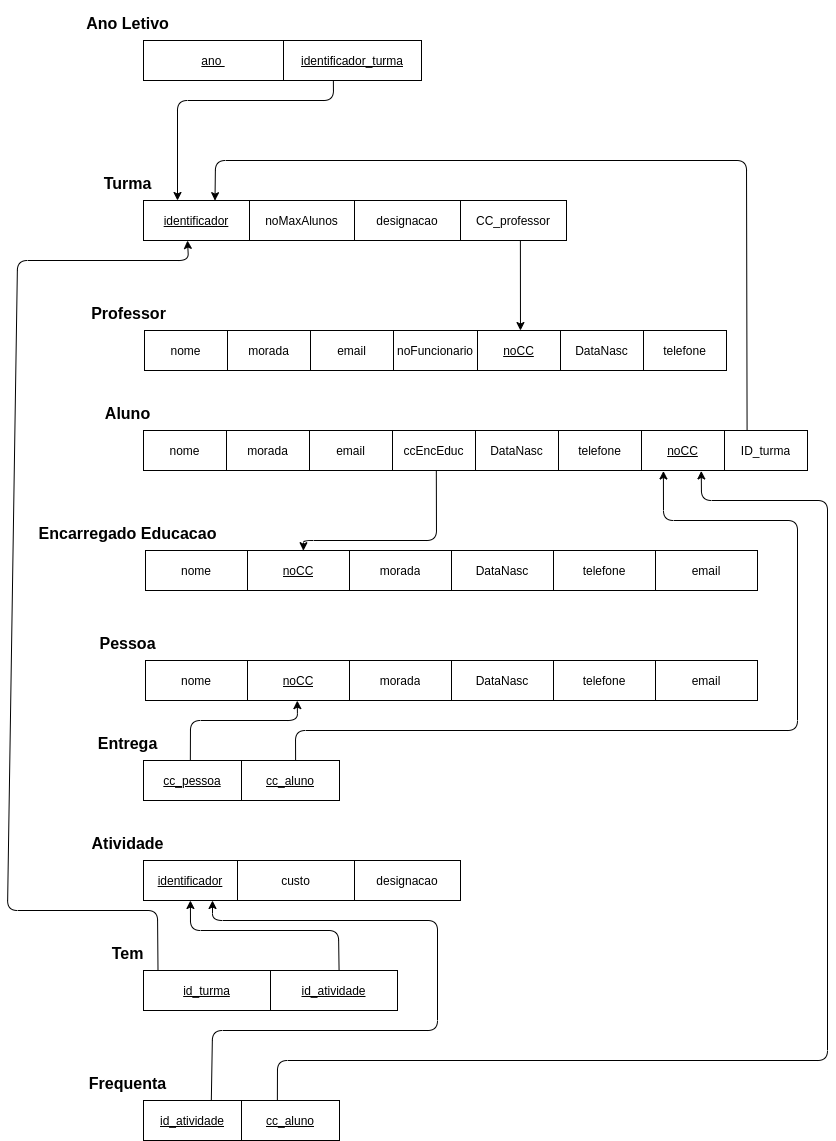 Ano Letivo
ano identificador_turma
Turma
identificador noMaxAlunos designacao CC_professor
Professor
nome morada email noFuncionario noCC DataNasc telefone
Aluno
nome morada email ccEncEduc DataNasc telefone noCC ID_turma
Encarregado Educacao
nome noCC morada DataNasc telefone email
Pessoa
nome noCC morada DataNasc telefone email
Entrega
cc_pessoa cc_aluno
Atividade
identificador custo designacao
Tem
id_turma id_atividade
Frequenta
id_atividade cc_aluno